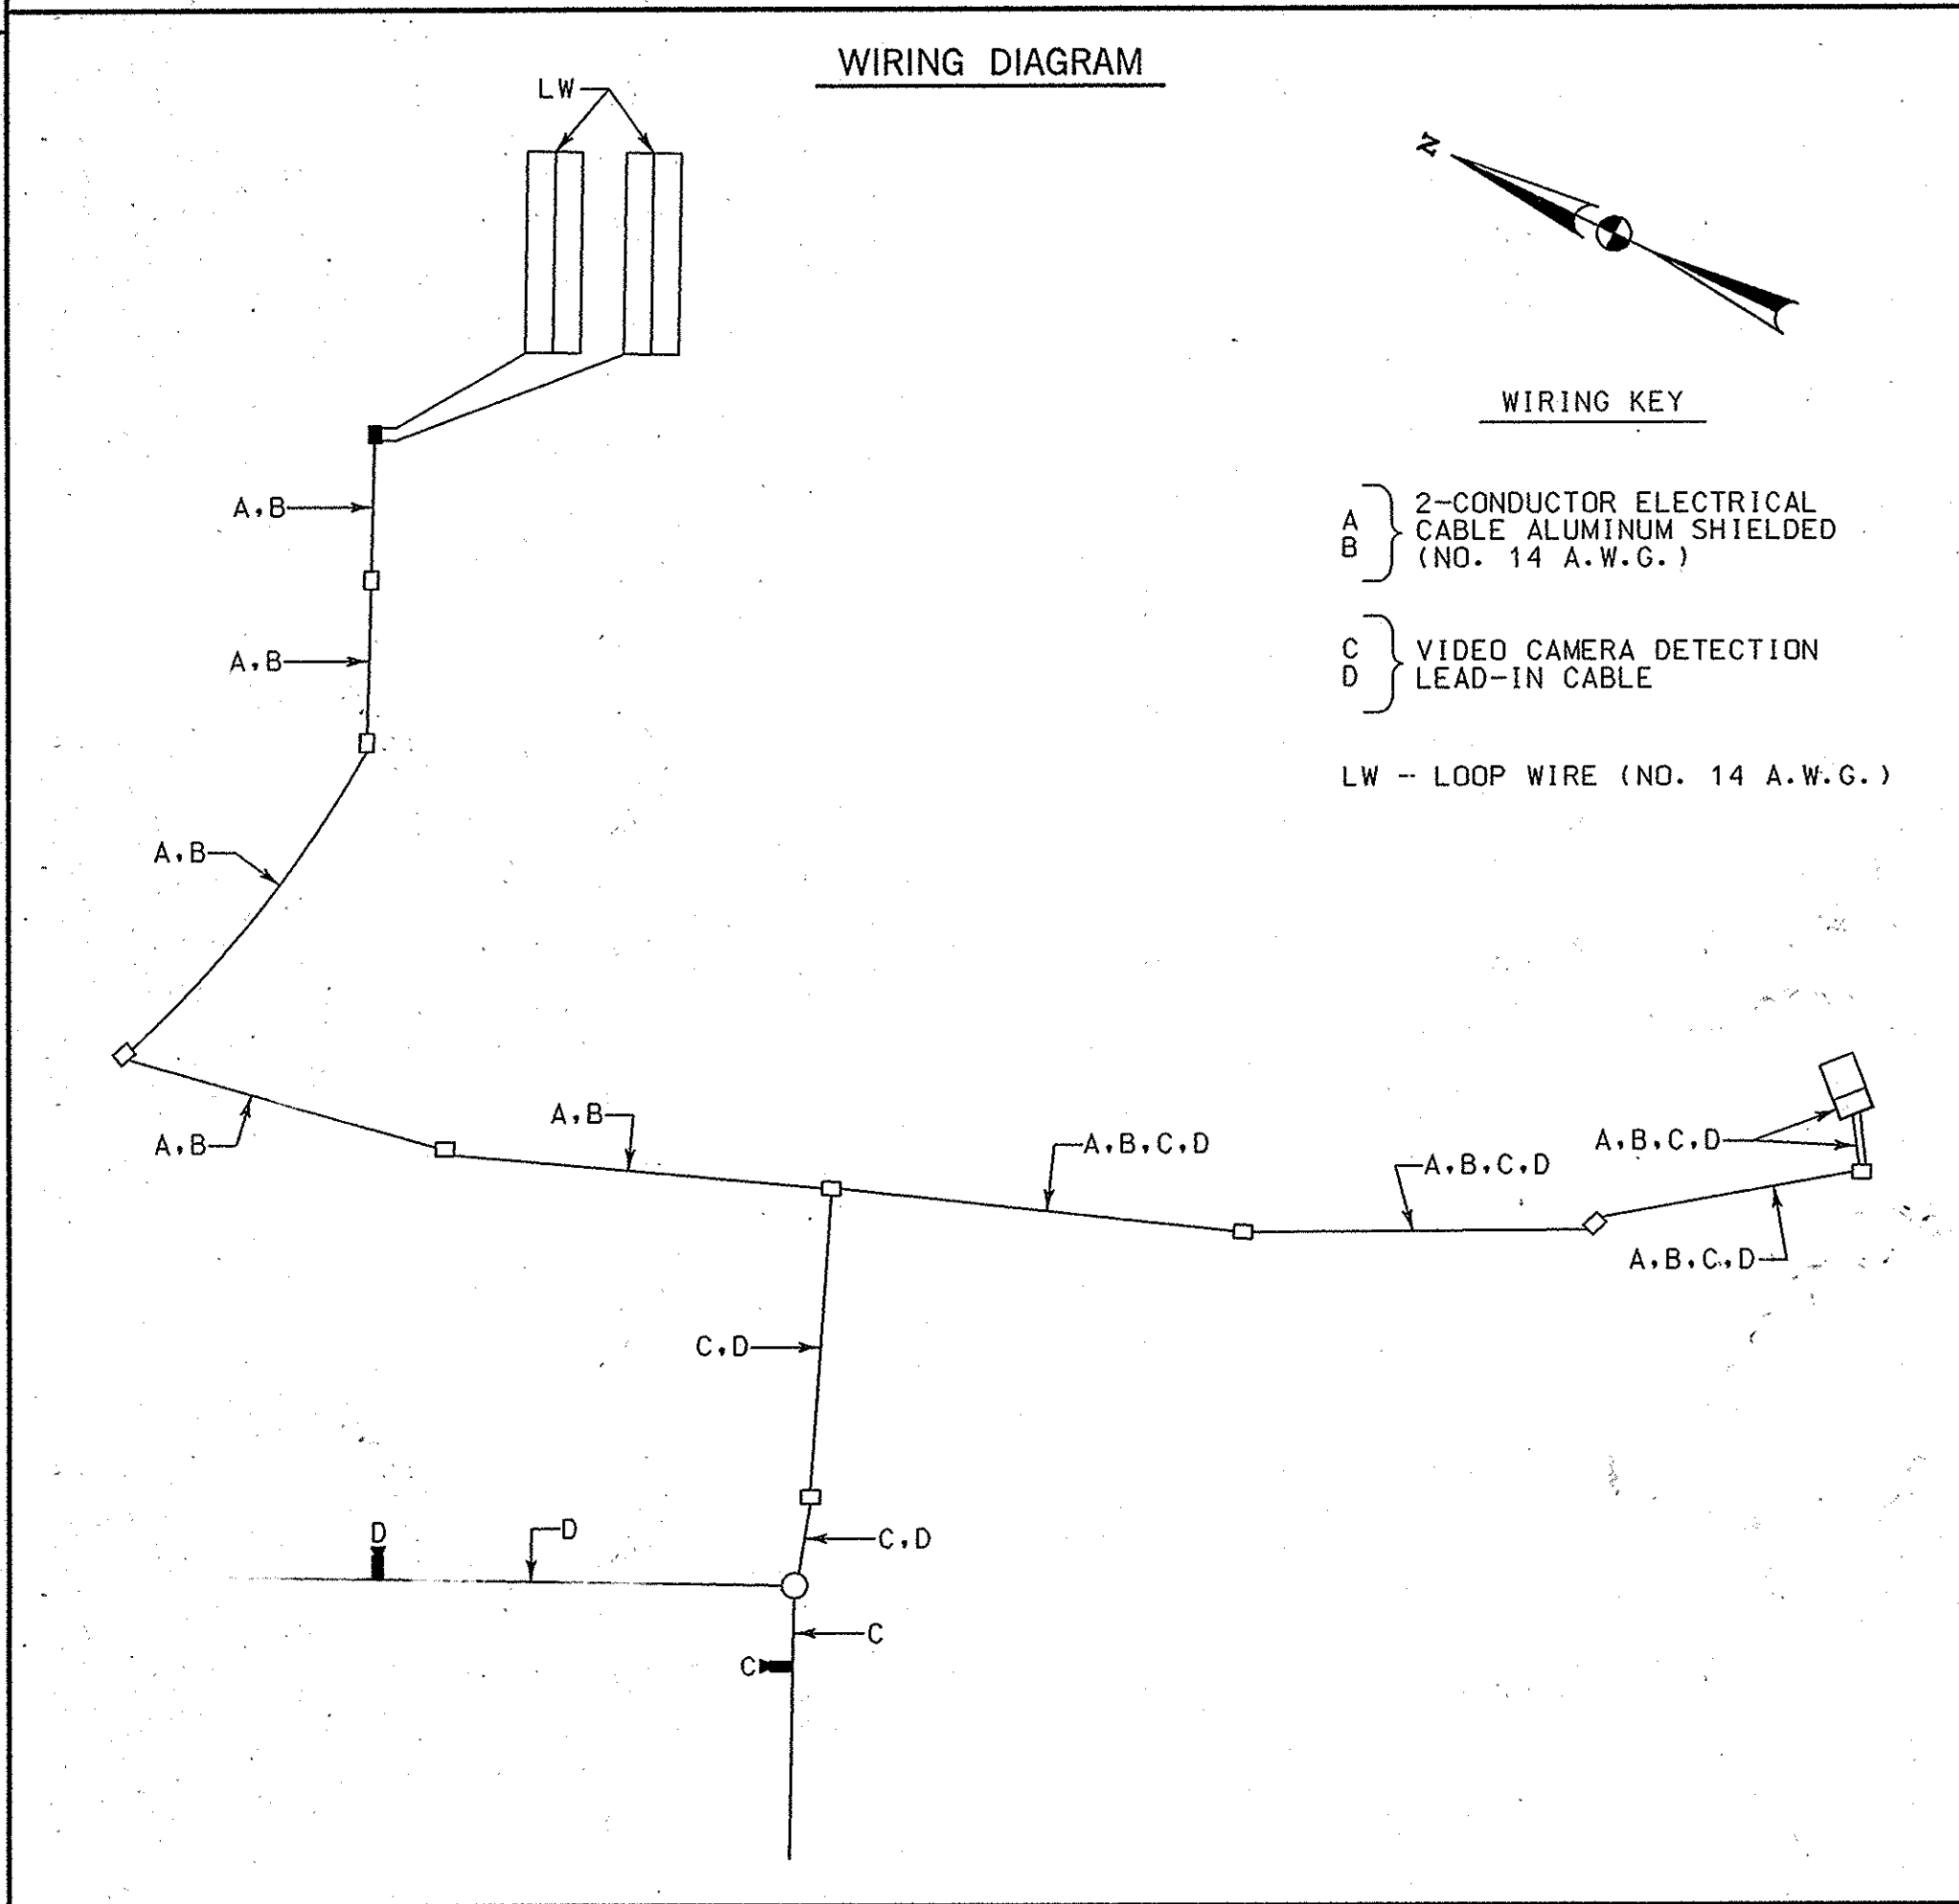 WIRING DIAGRAM
LW
N
WIRING KEY
A
B
2-CONDUCTOR ELECTRICAL
CABLE ALUMINUM SHIELDED
(NO. 14 A.W.G.)
C
D
VIDEO CAMERA DETECTION
LEAD-IN CABLE
LW - LOOP WIRE (NO. 14 A.W.G.)
A,B
A,B
A,B
A,B
A,B
A,B,C,D
A,B,C,D
A,B,C,D
A,B,C,D
C,D
D
D
C,D
C
C